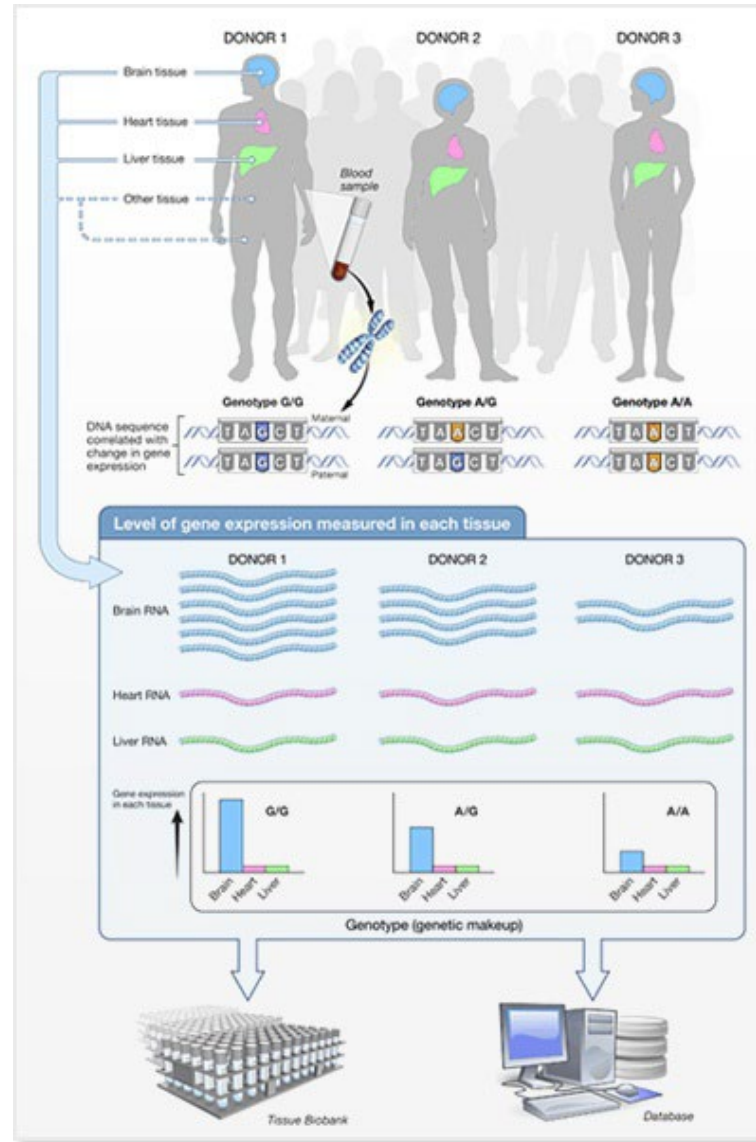 DONOR 1
DONOR 2
DONOR 3
Brain tissue
Heart tissue
Liver tissue
Other tissue
Blood
sample
Genotype G/G
Genotype A/G
Genotype A/A
Maternal
DNA sequence
correlated with
change in gene
expression
T A G C T
T A A C T
T A A C T
T A G C T
T A G C T
T A A C T
Paternal
Level of gene expression measured in each tissue
DONOR 1
DONOR 2
DONOR 3
Brain RNA
Heart RNA
Liver RNA
Gene expression
in each tissue
G/G
A/G
A/A
Brain
Heart
Liver
Brain
Heart
Liver
Brain
Heart
Liver
Genotype (genetic makeup)
Tissue Biobank
Database